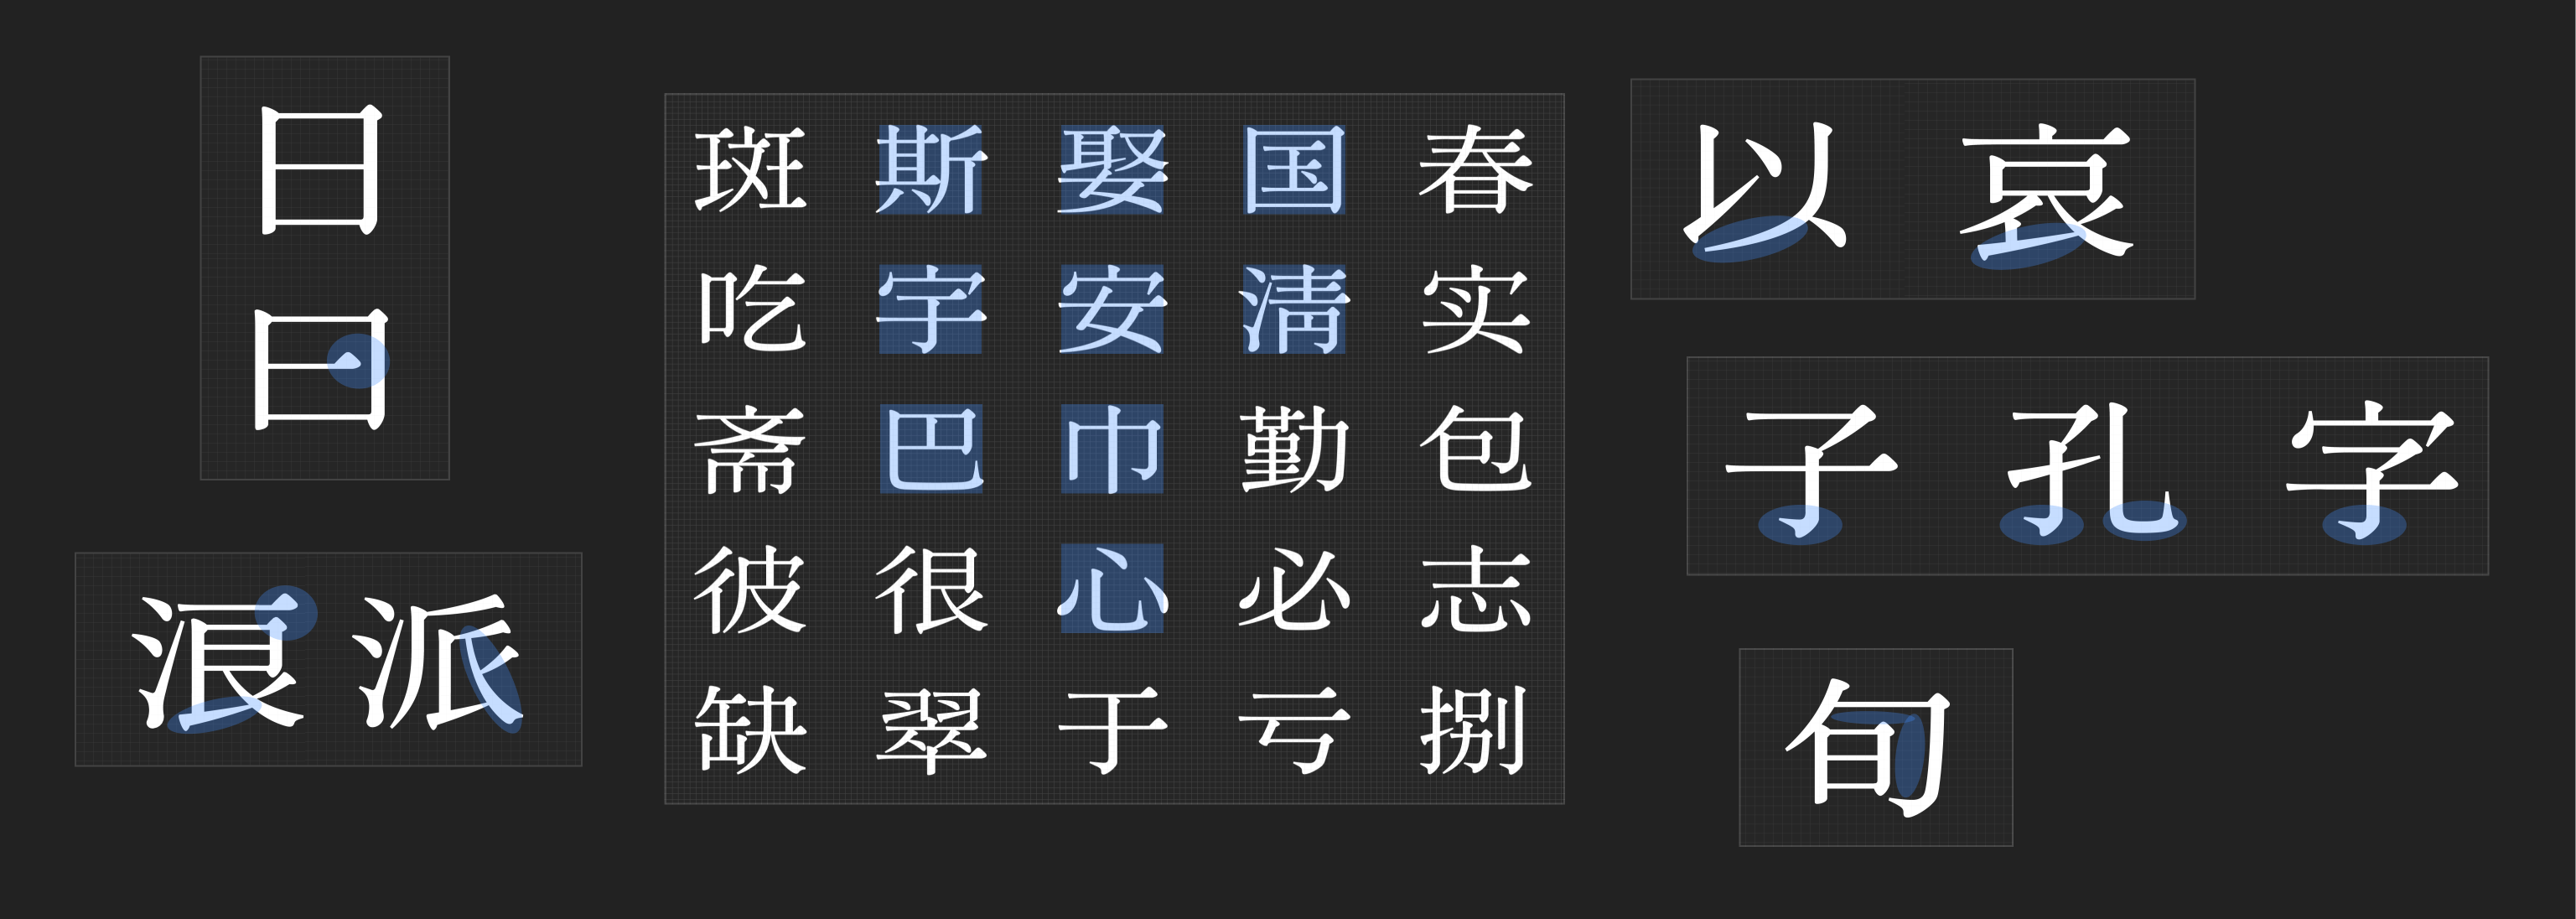 日
曰
派
斑斯娶国春
吃宇安清实
斋巴巾勤包
彼很心必志
缺翠于亏捌
以哀
子孔字
旬